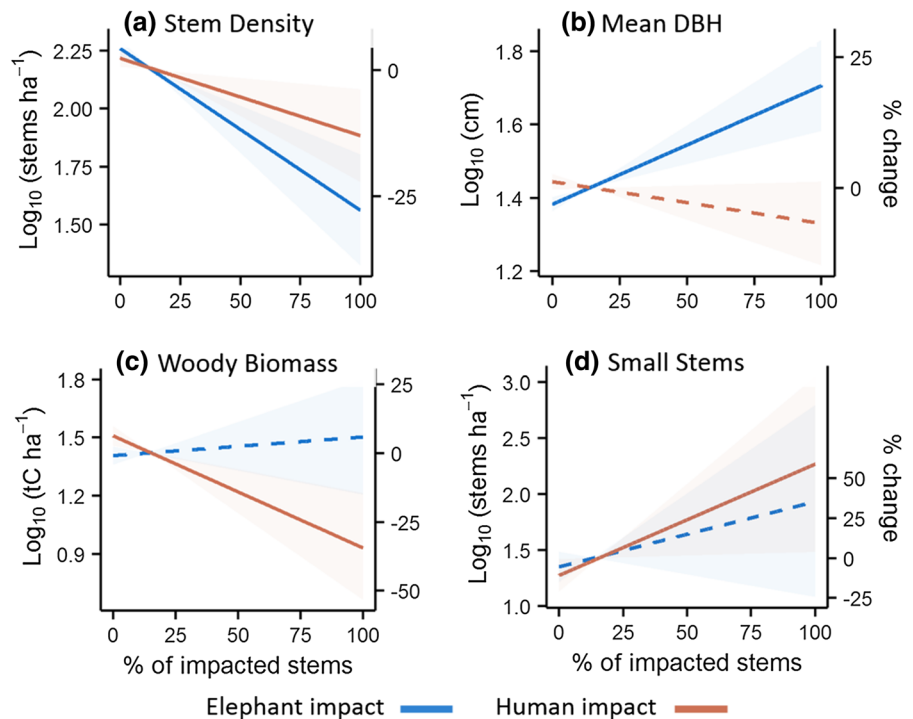 (a) Stem Density
Log₁₀ (stems ha⁻¹)
2.25
2.00
1.75
1.50
0
-25
0 25 50 75 100
(b) Mean DBH
Log₁₀ (cm)
1.8
1.6
1.4
1.2
25
0
% change
0 25 50 75 100
(c) Woody Biomass
Log₁₀ (tC ha⁻¹)
1.8
1.5
1.2
0.9
25
0
-25
-50
0 25 50 75 100
% of impacted stems
(d) Small Stems
Log₁₀ (stems ha⁻¹)
3.0
2.5
2.0
1.5
1.0
50
25
0
-25
% change
0 25 50 75 100
% of impacted stems
Elephant impact Human impact